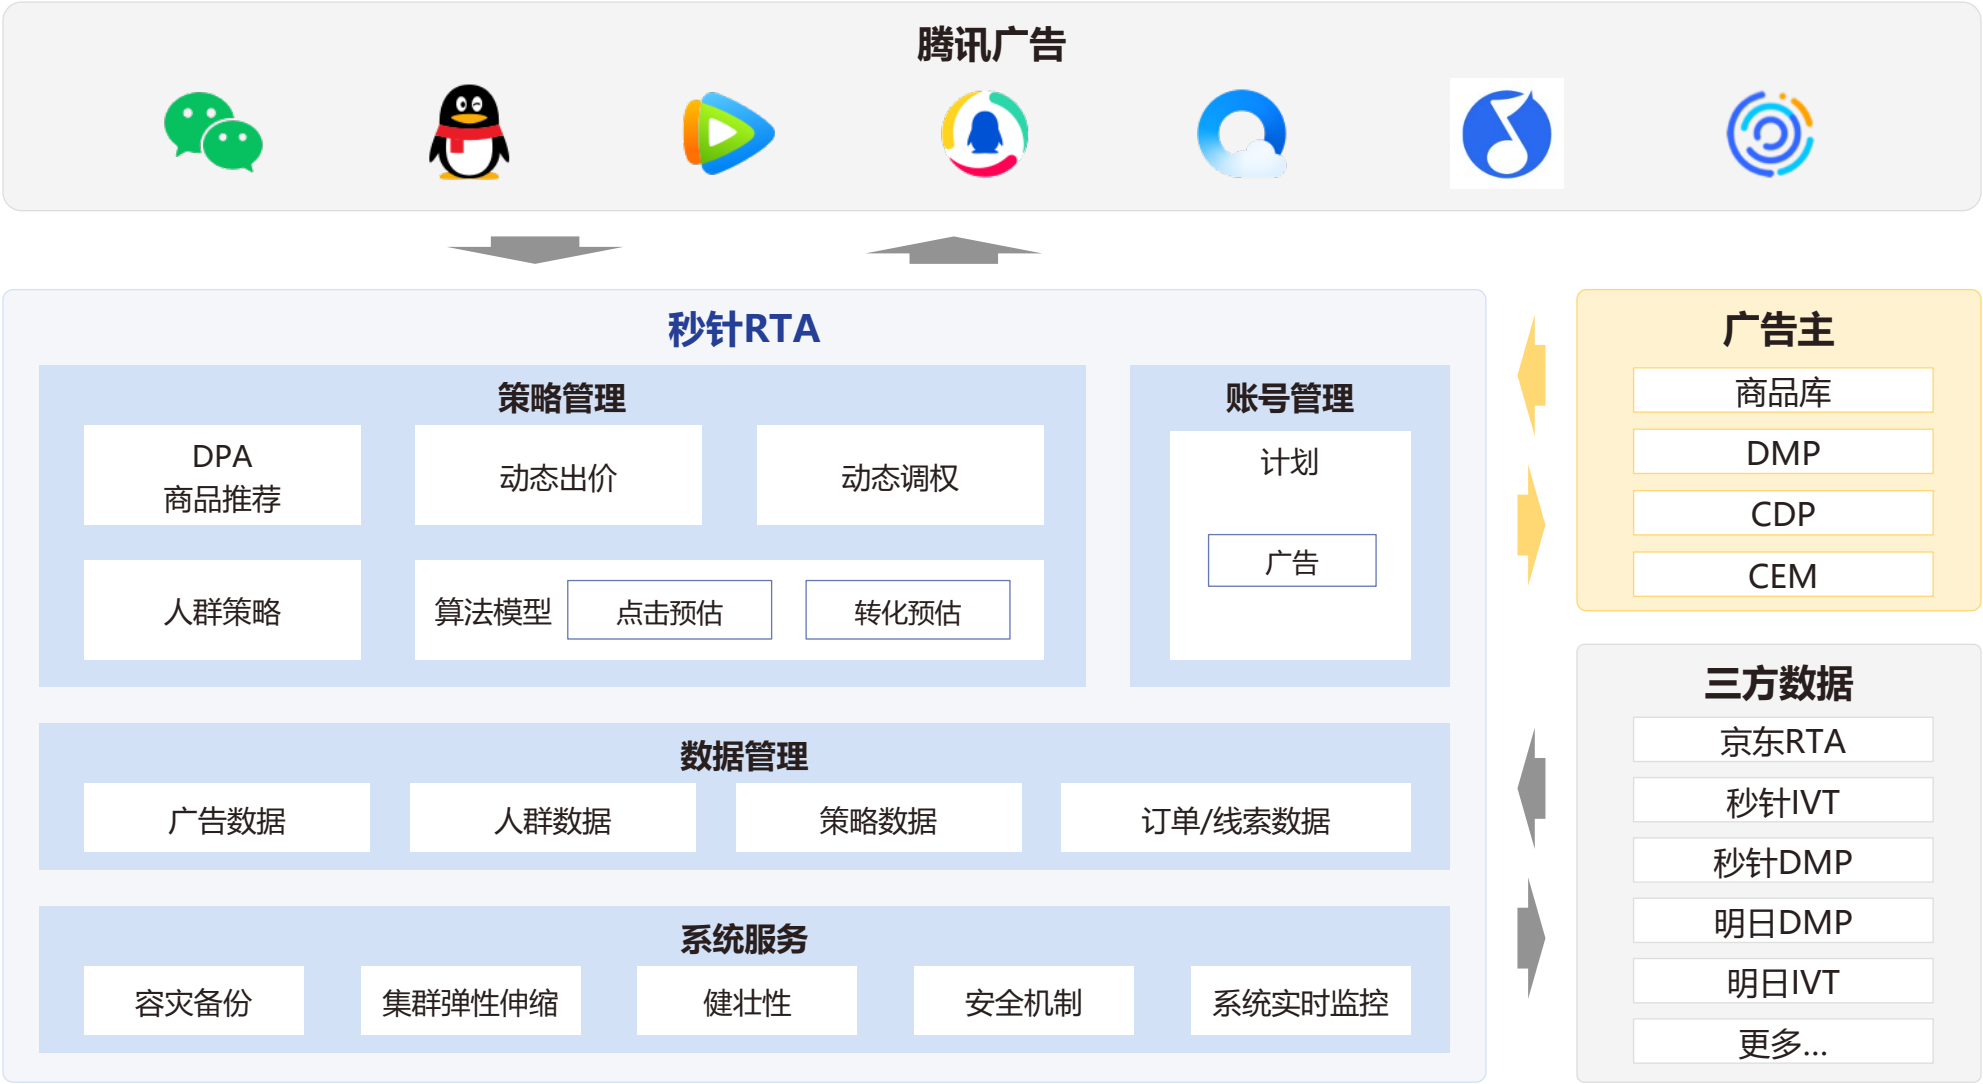 腾讯广告
秒针RTA
策略管理
DPA
商品推荐
动态出价
动态调权
人群策略
算法模型
点击预估
转化预估
账号管理
计划
广告
数据管理
广告数据
人群数据
策略数据
订单/线索数据
系统服务
容灾备份
集群弹性伸缩
健壮性
安全机制
系统实时监控
广告主
商品库
DMP
CDP
CEM
三方数据
京东RTA
秒针IVT
秒针DMP
明日DMP
明日IVT
更多...